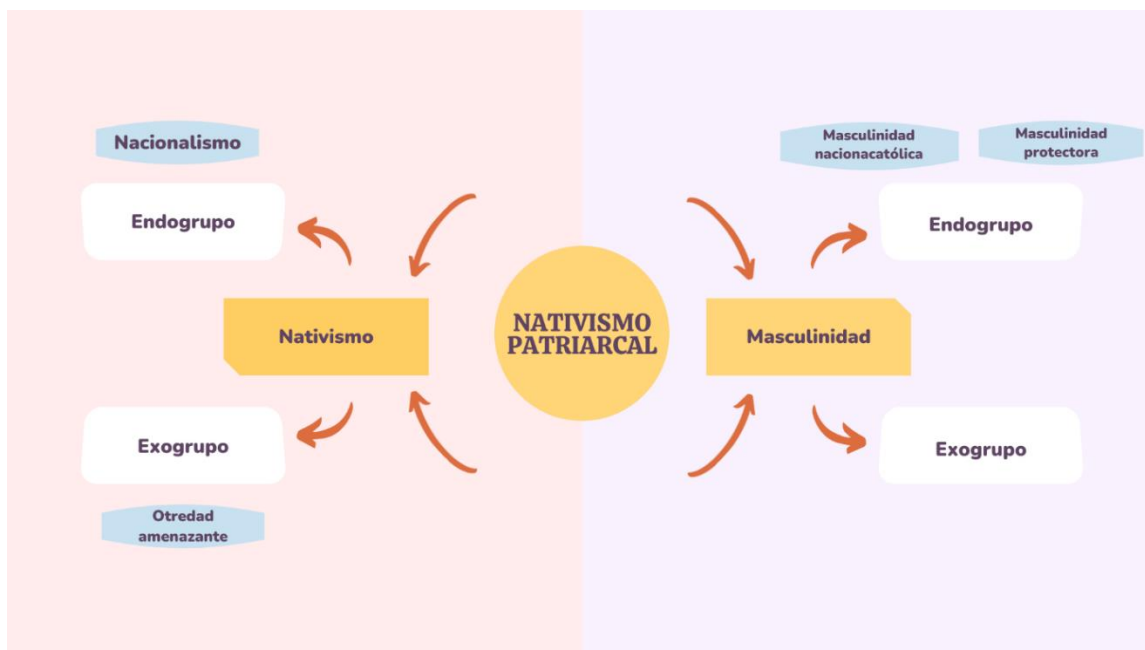 Nacionalismo
Endogrupo
Nativismo
Exogrupo
Otredad
amenazante
NATIVISMO
PATRIARCAL
Masculinidad
nacionacatólica
Masculinidad
protectora
Endogrupo
Masculinidad
Exogrupo